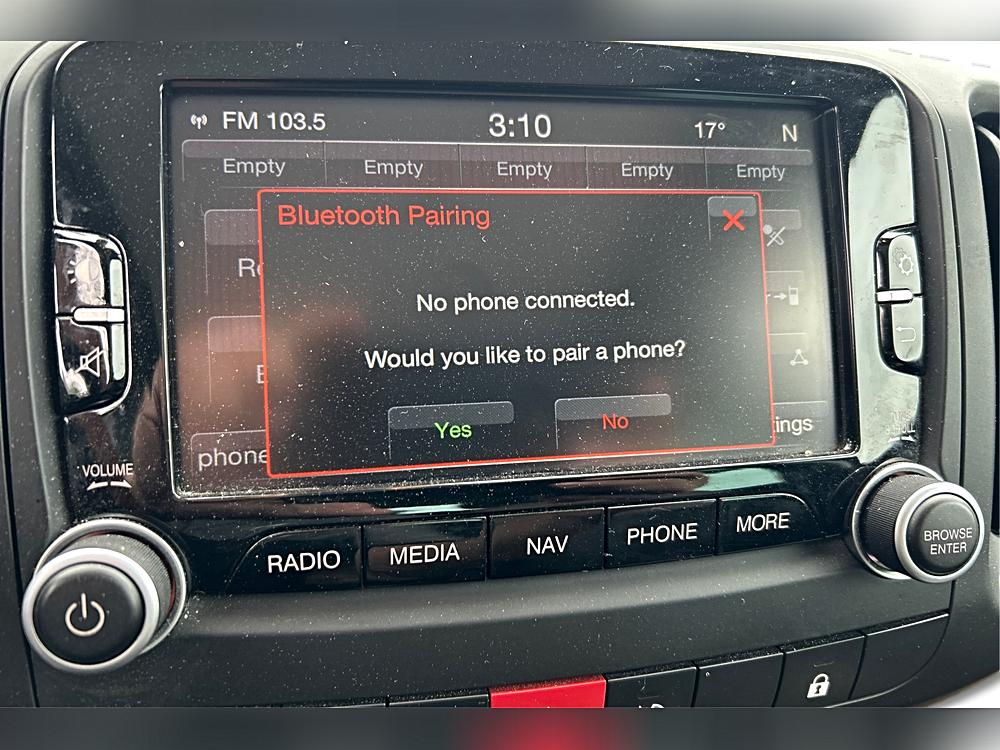 FM 103.5 3:10 17° N
Empty Empty Empty Empty Empty
Bluetooth Pairing
No phone connected.
Would you like to pair a phone?
Yes No
phone
VOLUME
RADIO MEDIA NAV PHONE MORE
BROWSE
ENTER